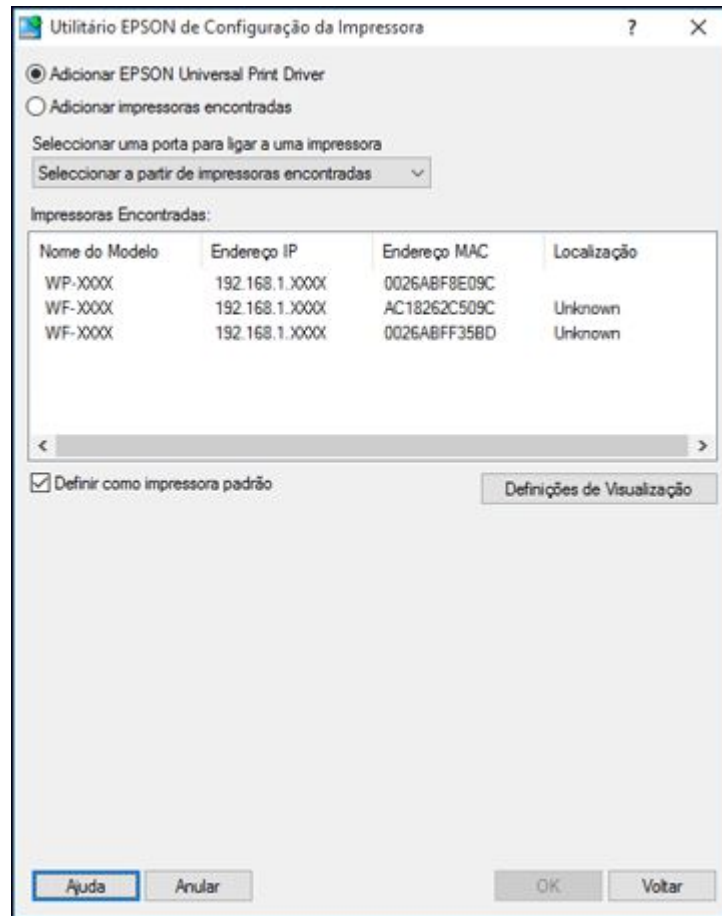 Utilitário EPSON de Configuração da Impressora ? X
Adicionar EPSON Universal Print Driver
Adicionar impressoras encontradas
Seleccionar uma porta para ligar a uma impressora
Seleccionar a partir de impressoras encontradas
Impressoras Encontradas:
Nome do Modelo Endereço IP Endereço MAC Localização
WP-XXXX 192.168.1.XXXX 0026ABF8E09C
WF-XXXX 192.168.1.XXXX AC18262C509C Unknown
WF-XXXX 192.168.1.XXXX 0026ABFF35BD Unknown
Definir como impressora padrão
Definições de Visualização
Ajuda Anular OK Voltar